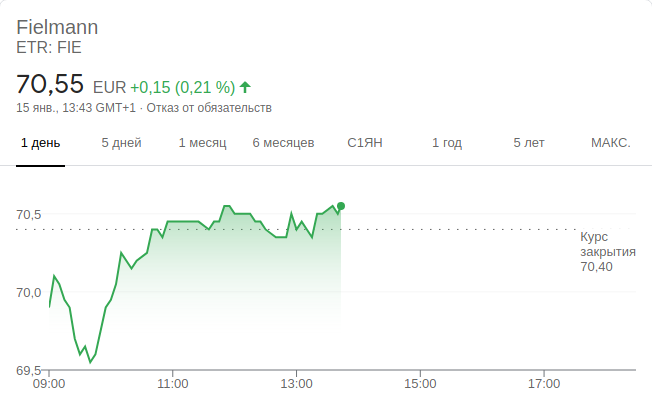 Fielmann
ETR: FIE
70,55 EUR +0,15 (0,21 %)
15 янв., 13:43 GMT+1 · Отказ от обязательств
1 день 5 дней 1 месяц 6 месяцев С1ЯН 1 год 5 лет МАКС.
70,5
Курс
закрытия
70,40
70,0
69,5
09:00 11:00 13:00 15:00 17:00